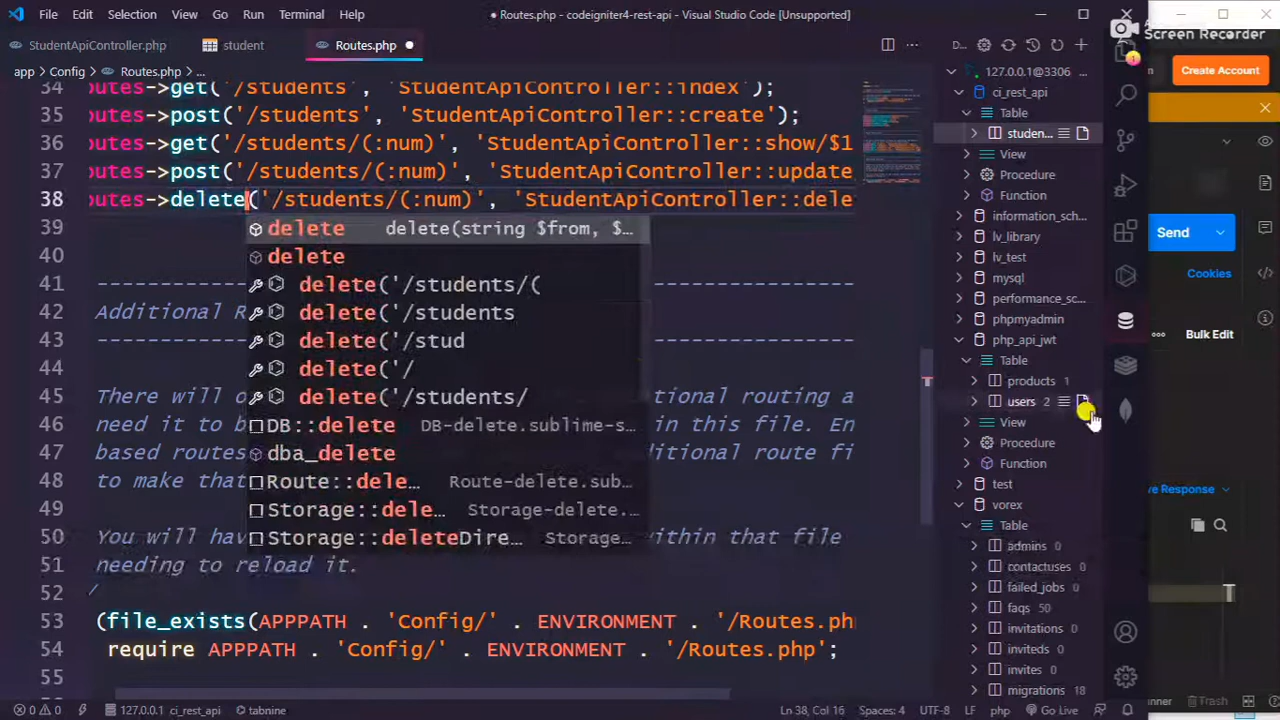 File Edit Selection View Go Run Terminal Help
● Routes.php - codeigniter4-rest-api - Visual Studio Code [Unsupported]
Screen Recorder
StudentApiController.php student Routes.php ●
app > Config > Routes.php > ...
34 outes->get('/students', 'StudentApiController::index');
35 outes->post('/students', 'StudentApiController::create');
36 outes->get('/students/(:num)', 'StudentApiController::show/$1
37 outes->post('/students/(:num)', 'StudentApiController::update
38 outes->delete('/students/(:num)', 'StudentApiController::dele
39
40
41 ----------------------------------------------------
42 Additional R
43 ----------------------------------------------------
44
45 There will o tional routing a
46 need it to b in this file. En
47 based routes ditional route fi
48 to make that
49
50 You will hav ithin that file
51 needing to reload it.
52 /
53 (file_exists(APPPATH . 'Config/' . ENVIRONMENT . '/Routes.ph
54 require APPPATH . 'Config/' . ENVIRONMENT . '/Routes.php';
55
delete delete(string $from, $…
delete
delete('/students/(
delete('/students
delete('/stud
delete('/
delete('/students/
DB::delete DB-delete.sublime-s…
dba_delete
Route::dele… Route-delete.sub…
Storage::dele… Storage-delete.…
Storage::deleteDire… Storage…
D…
127.0.0.1@3306 ...
ci_rest_api
Table
studen...
View
Procedure
Function
information_sch...
lv_library
lv_test
mysql
performance_sc...
phpmyadmin
php_api_jwt
Table
products 1
users 2
View
Procedure
Function
test
vorex
Table
admins 0
contactuses 0
failed_jobs 0
faqs 50
invitations 0
inviteds 0
invites 0
migrations 18
1
Create Account
Send
Cookies
Bulk Edit
ve Response
nner Trash
0 0 127.0.0.1 ci_rest_api tabnine Ln 38, Col 16 Spaces: 4 UTF-8 LF php Go Live